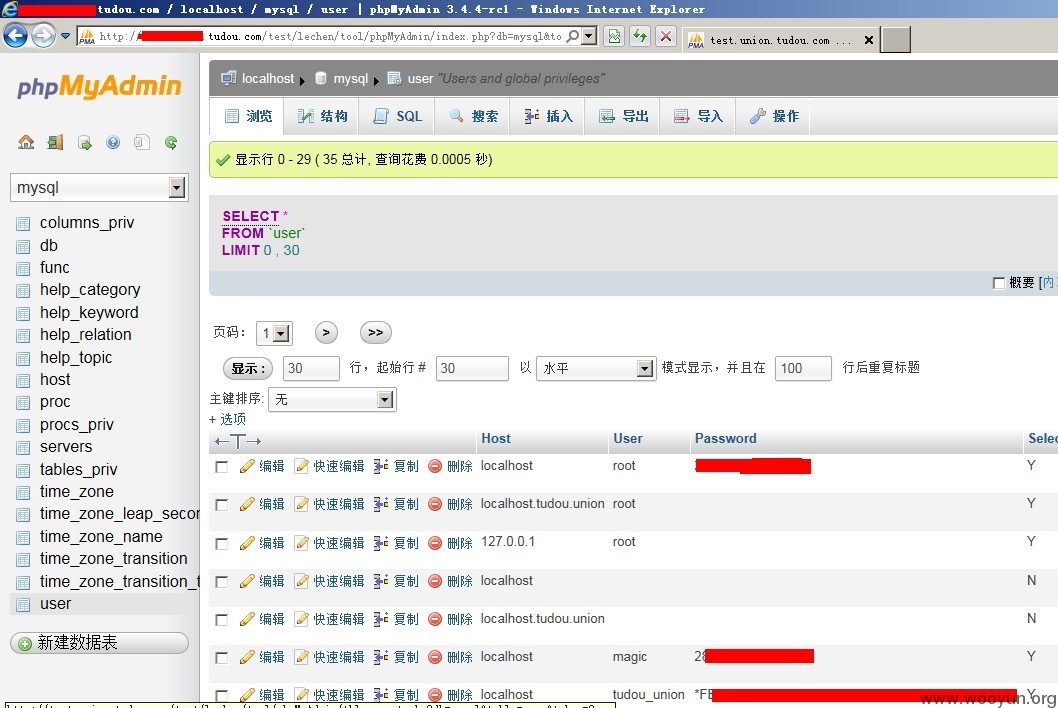 tudou.com / localhost / mysql / user | phpMyAdmin 3.4.4-rc1 - Windows Internet Explorer
http:// tudou.com/test/lechen/tool/phpMyAdmin/index.php?db=mysql&to
test.union.tudou.com ...
phpMyAdmin
localhost ▸ mysql ▸ user "Users and global privileges"
浏览 结构 SQL 搜索 插入 导出 导入 操作
显示行 0 - 29 ( 35 总计, 查询花费 0.0005 秒)
mysql
SELECT *
FROM `user`
LIMIT 0 , 30
概要 [内
columns_priv
db
func
help_category
help_keyword
help_relation
help_topic
host
proc
procs_priv
servers
tables_priv
time_zone
time_zone_leap_secon
time_zone_name
time_zone_transition
time_zone_transition_t
user
新建数据表
页码: 1 > >>
显示 : 30 行, 起始行 # 30 以 水平 模式显示, 并且在 100 行后重复标题
主键排序: 无
+ 选项
←T→ Host User Password Selec
编辑 快速编辑 复制 删除 localhost root Y
编辑 快速编辑 复制 删除 localhost.tudou.union root Y
编辑 快速编辑 复制 删除 127.0.0.1 root Y
编辑 快速编辑 复制 删除 localhost N
编辑 快速编辑 复制 删除 localhost.tudou.union N
编辑 快速编辑 复制 删除 localhost magic 28 Y
编辑 快速编辑 复制 删除 localhost tudou_union Y
www.wooyun.org